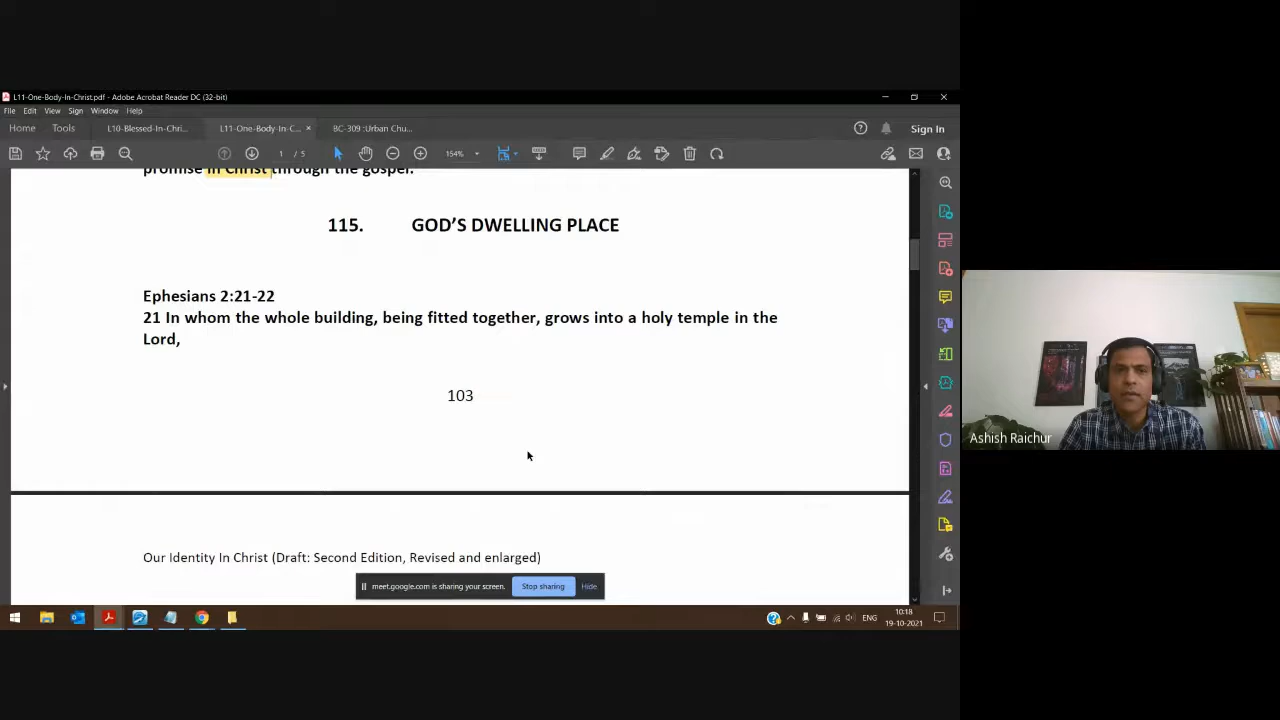 L11-One-Body-In-Christ.pdf - Adobe Acrobat Reader DC (32-bit)
File Edit View Sign Window Help
Home Tools L10-Blessed-In-Chri... L11-One-Body-In-C... × BC-309 :Urban Chu... Sign In
1 / 5 154%
promise in Christ through the gospel.
115. GOD'S DWELLING PLACE
Ephesians 2:21-22
21 In whom the whole building, being fitted together, grows into a holy temple in the
Lord,
103
Our Identity In Christ (Draft: Second Edition, Revised and enlarged)
meet.google.com is sharing your screen. Stop sharing Hide
Ashish Raichur
ENG
10:18
19-10-2021